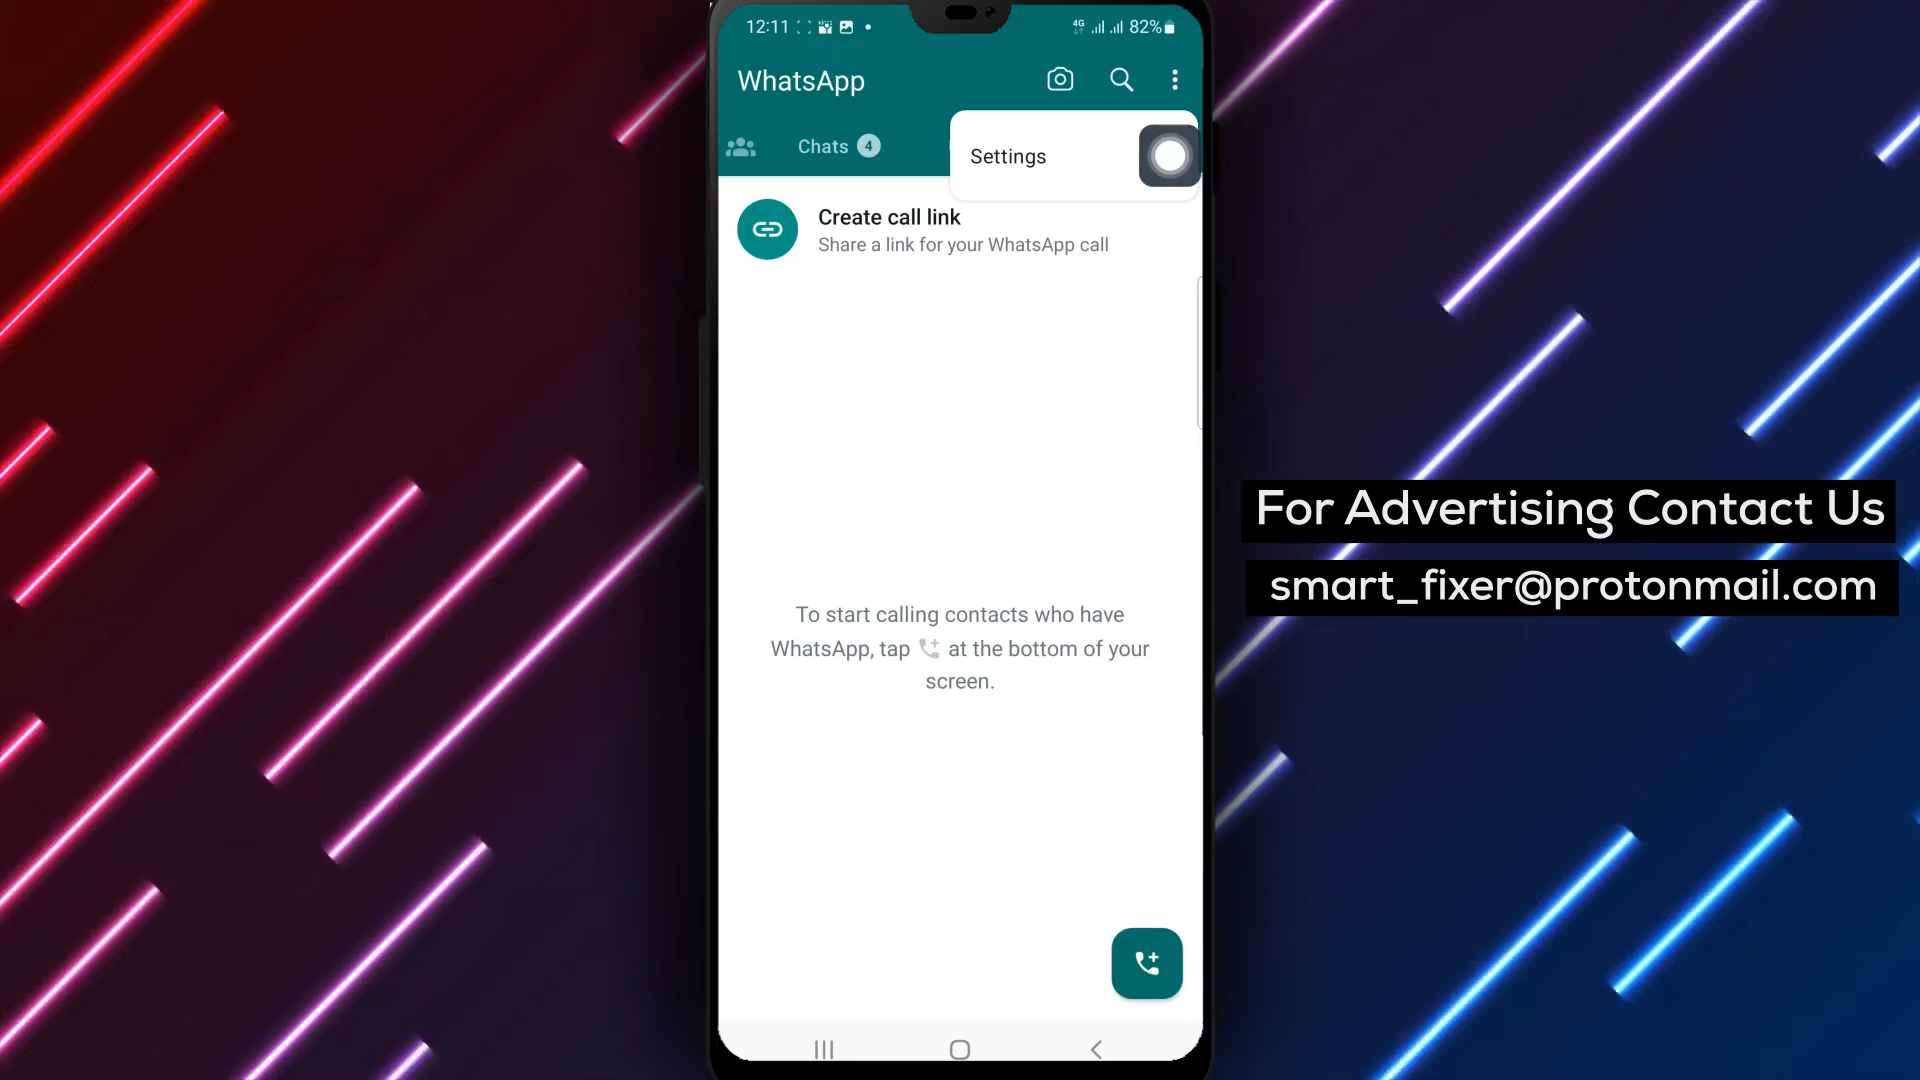 12:11
4G
82%
WhatsApp
Chats 4
Settings
Create call link
Share a link for your WhatsApp call
To start calling contacts who have
WhatsApp, tap at the bottom of your
screen.
For Advertising Contact Us
smart_fixer@protonmail.com